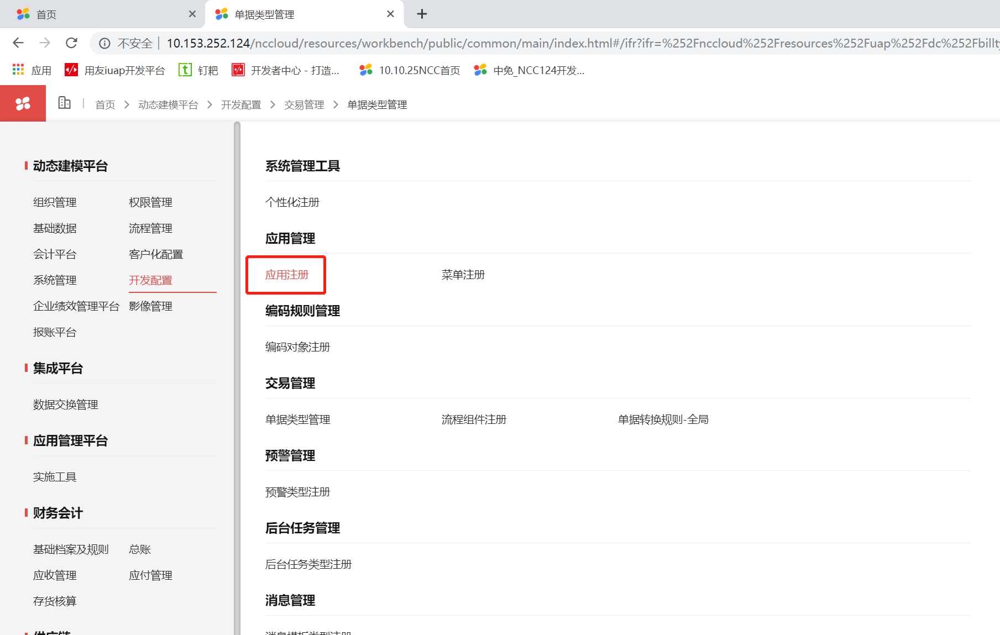 首页
单据类型管理
不安全 10.153.252.124/nccloud/resources/workbench/public/common/main/index.html#/ifr?ifr=%252Fnccloud%252Fresources%252Fuap%252Fdc%252Fbillty
应用
用友iuap开发平台
钉耙
开发者中心 - 打造...
10.10.25NCC首页
中免_NCC124开发...
首页 > 动态建模平台 > 开发配置 > 交易管理 > 单据类型管理
动态建模平台
组织管理 权限管理
基础数据 流程管理
会计平台 客户化配置
系统管理 开发配置
企业绩效管理平台 影像管理
报账平台
集成平台
数据交换管理
应用管理平台
实施工具
财务会计
基础档案及规则 总账
应收管理 应付管理
存货核算
供应链
系统管理工具
个性化注册
应用管理
应用注册 菜单注册
编码规则管理
编码对象注册
交易管理
单据类型管理 流程组件注册 单据转换规则-全局
预警管理
预警类型注册
后台任务管理
后台任务类型注册
消息管理
消息模板类型注册